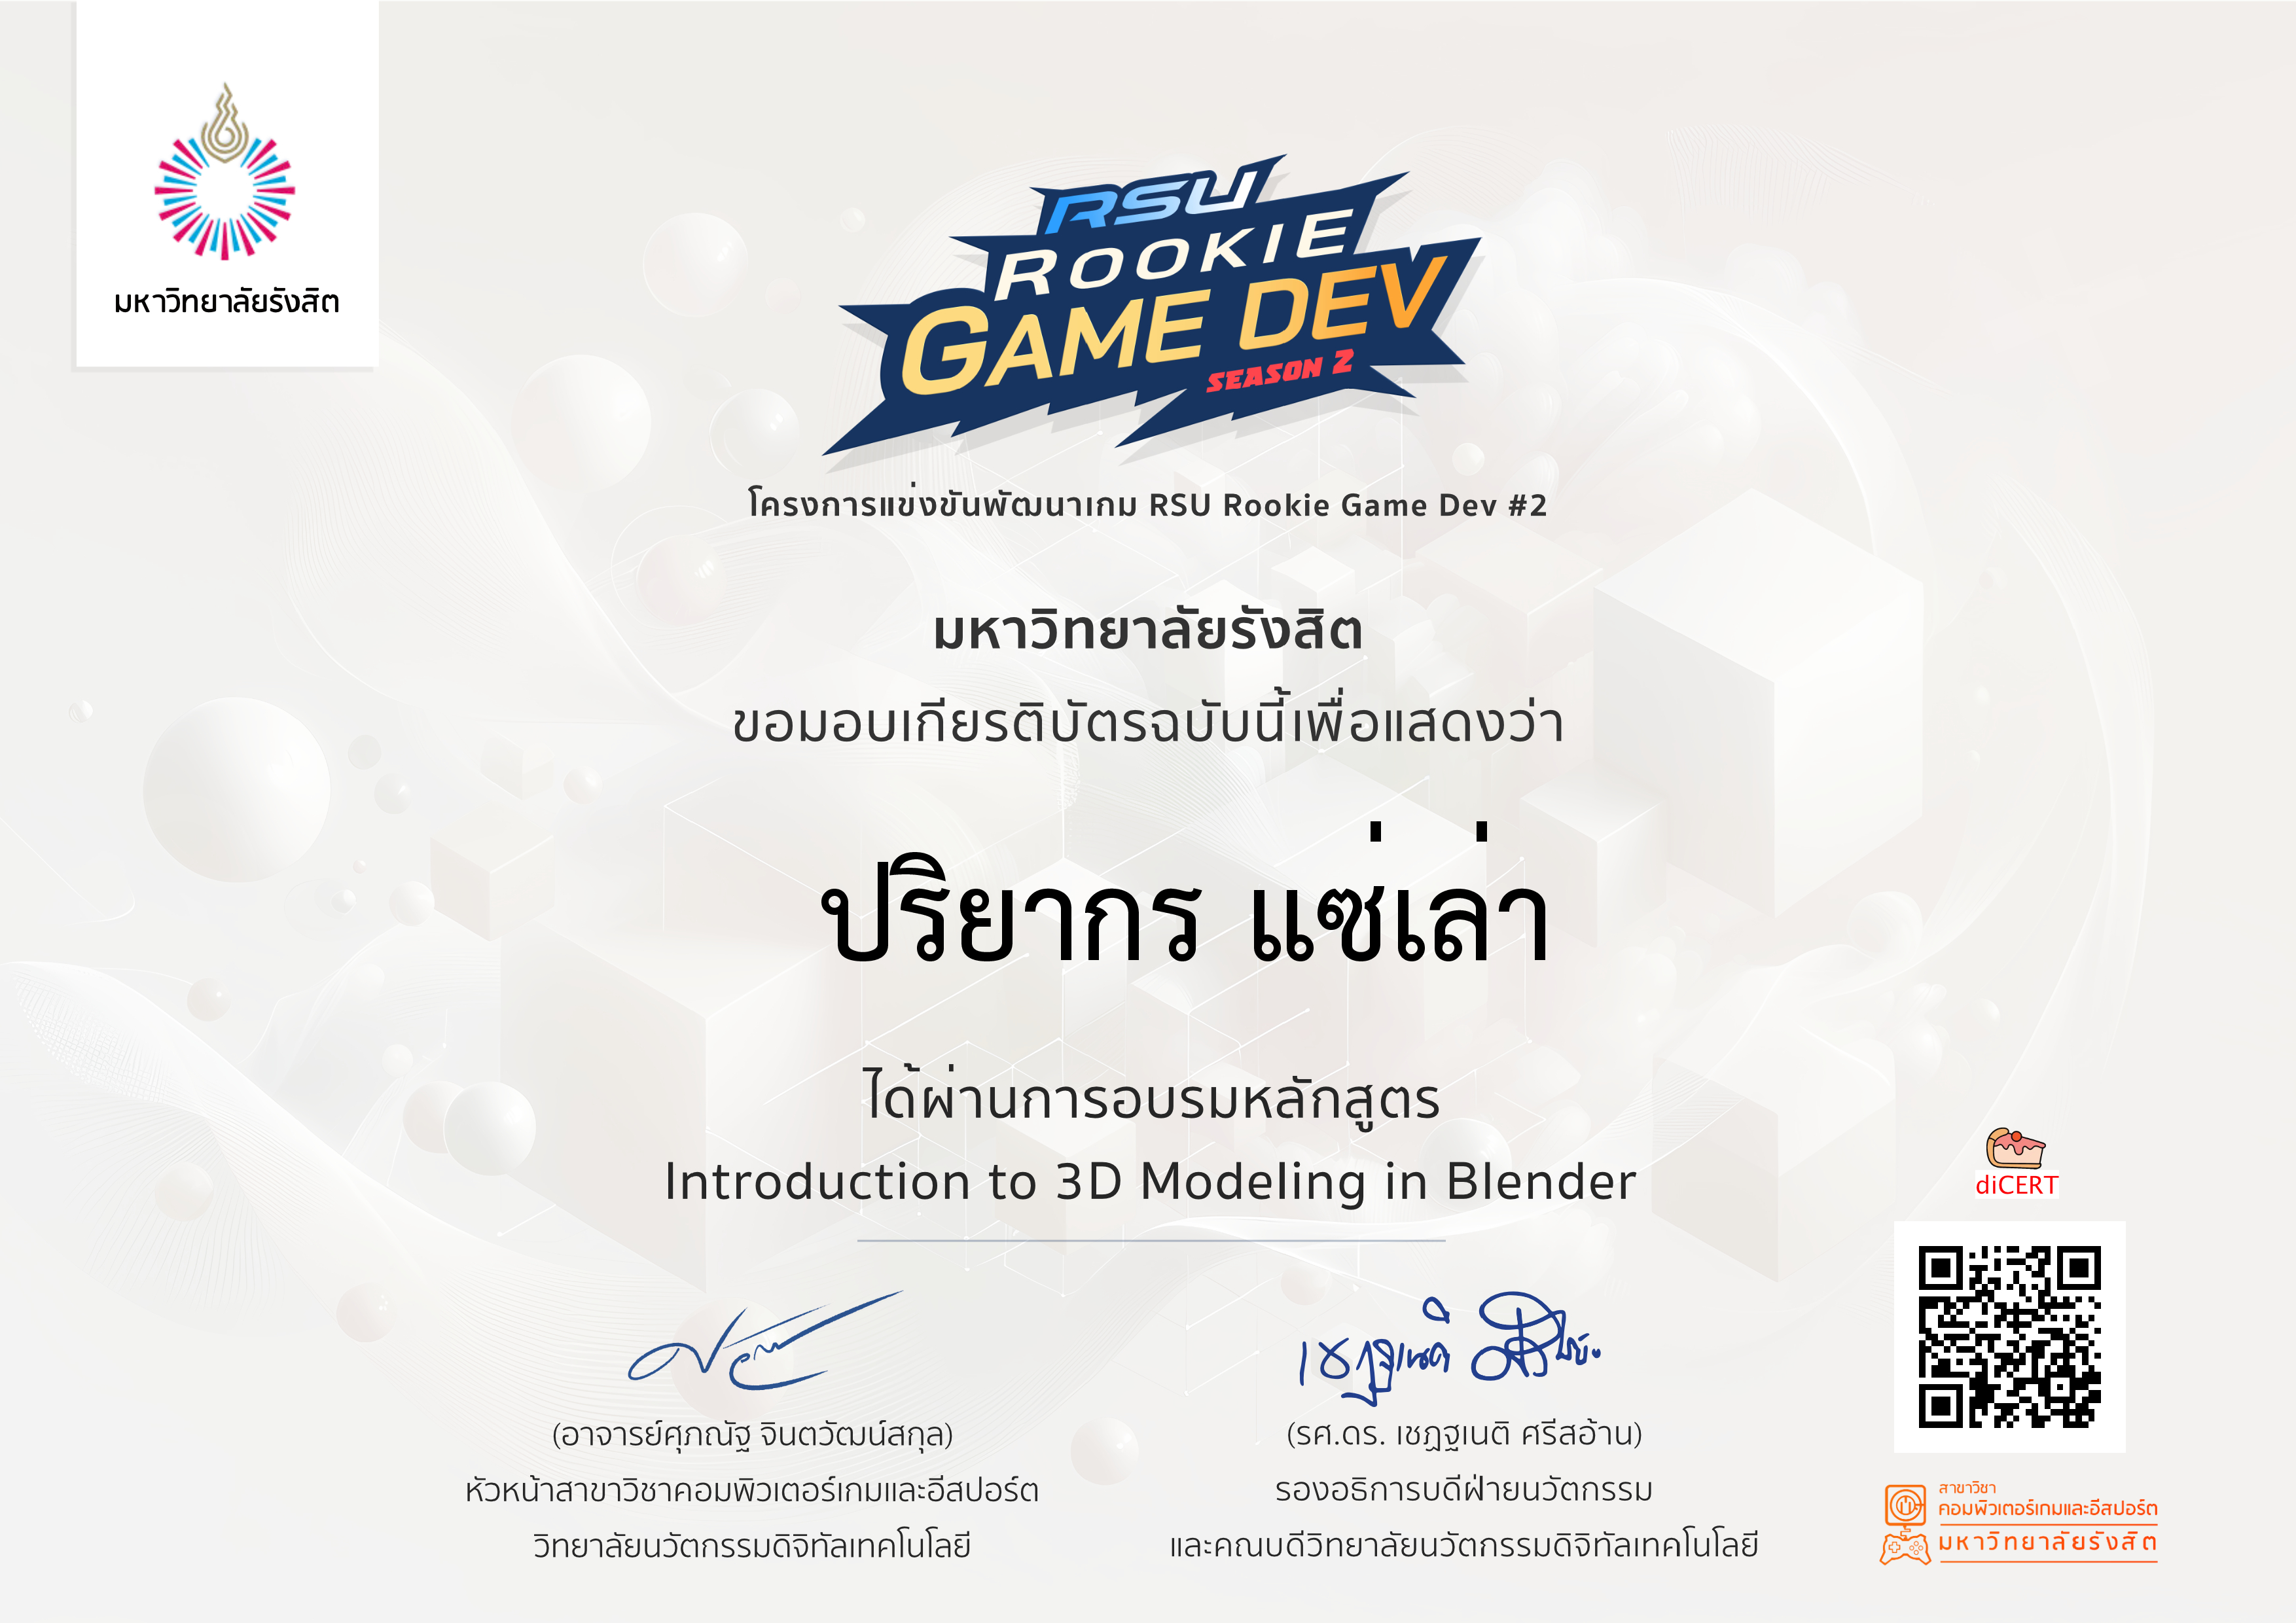 มหาวิทยาลัยรังสิต
RSU
ROOKIE
GAME DEV
SEASON 2
โครงการแข่งขันพัฒนาเกม RSU Rookie Game Dev #2
มหาวิทยาลัยรังสิต
ขอมอบเกียรติบัตรฉบับนี้เพื่อแสดงว่า
ปริยากร แซ่เล่า
ได้ผ่านการอบรมหลักสูตร
Introduction to 3D Modeling in Blender
diCERT
(อาจารย์ศุภณัฐ จินตวัฒน์สกุล)
หัวหน้าสาขาวิชาคอมพิวเตอร์เกมและอีสปอร์ต
วิทยาลัยนวัตกรรมดิจิทัลเทคโนโลยี
(รศ.ดร. เชฏฐเนติ ศรีสอ้าน)
รองอธิการบดีฝ่ายนวัตกรรม
และคณบดีวิทยาลัยนวัตกรรมดิจิทัลเทคโนโลยี
สาขาวิชา
คอมพิวเตอร์เกมและอีสปอร์ต
มหาวิทยาลัยรังสิต